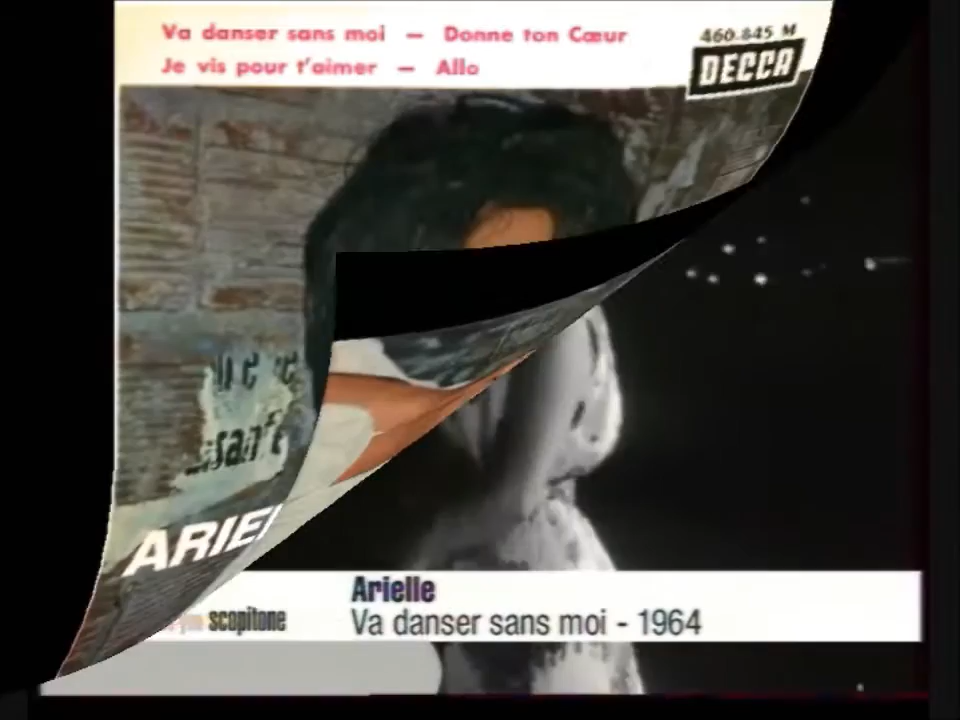 Va danser sans moi — Donne ton Cœur
Je vis pour t'aimer — Allo
460.845 M
DECCA
ARIE
Arielle
scopitone
Va danser sans moi - 1964